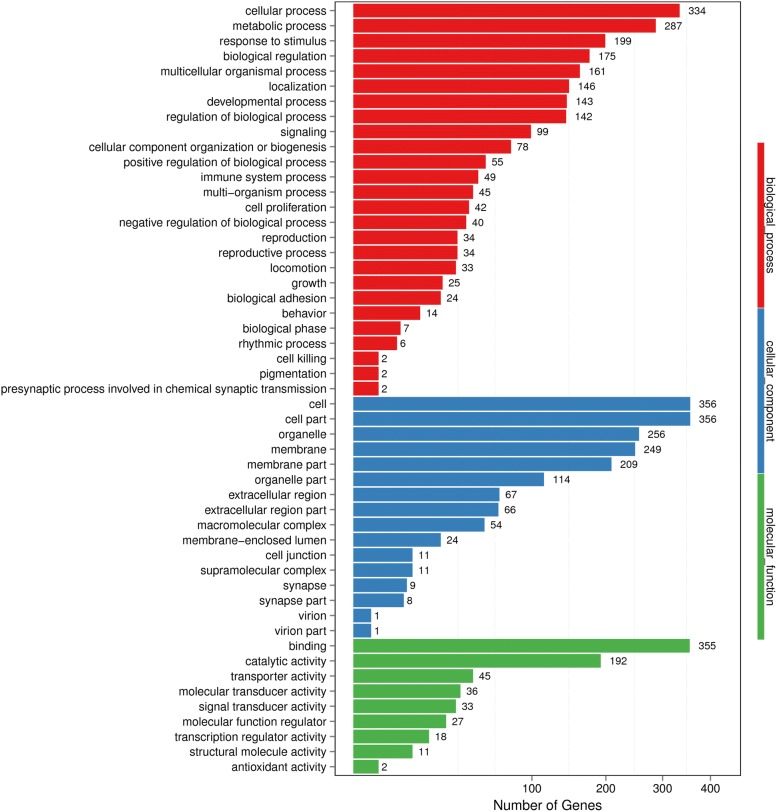 cellular process 334
metabolic process 287
response to stimulus 199
biological regulation 175
multicellular organismal process 161
localization 146
developmental process 143
regulation of biological process 142
signaling 99
cellular component organization or biogenesis 78
positive regulation of biological process 55
immune system process 49
multi−organism process 45
cell proliferation 42
negative regulation of biological process 40
reproduction 34
reproductive process 34
locomotion 33
growth 25
biological adhesion 24
behavior 14
biological phase 7
rhythmic process 6
cell killing 2
pigmentation 2
presynaptic process involved in chemical synaptic transmission 2
cell 356
cell part 356
organelle 256
membrane 249
membrane part 209
organelle part 114
extracellular region 67
extracellular region part 66
macromolecular complex 54
membrane−enclosed lumen 24
cell junction 11
supramolecular complex 11
synapse 9
synapse part 8
virion 1
virion part 1
binding 355
catalytic activity 192
transporter activity 45
molecular transducer activity 36
signal transducer activity 33
molecular function regulator 27
transcription regulator activity 18
structural molecule activity 11
antioxidant activity 2
100 200 300 400
Number of Genes
biological_process
cellular_component
molecular_function